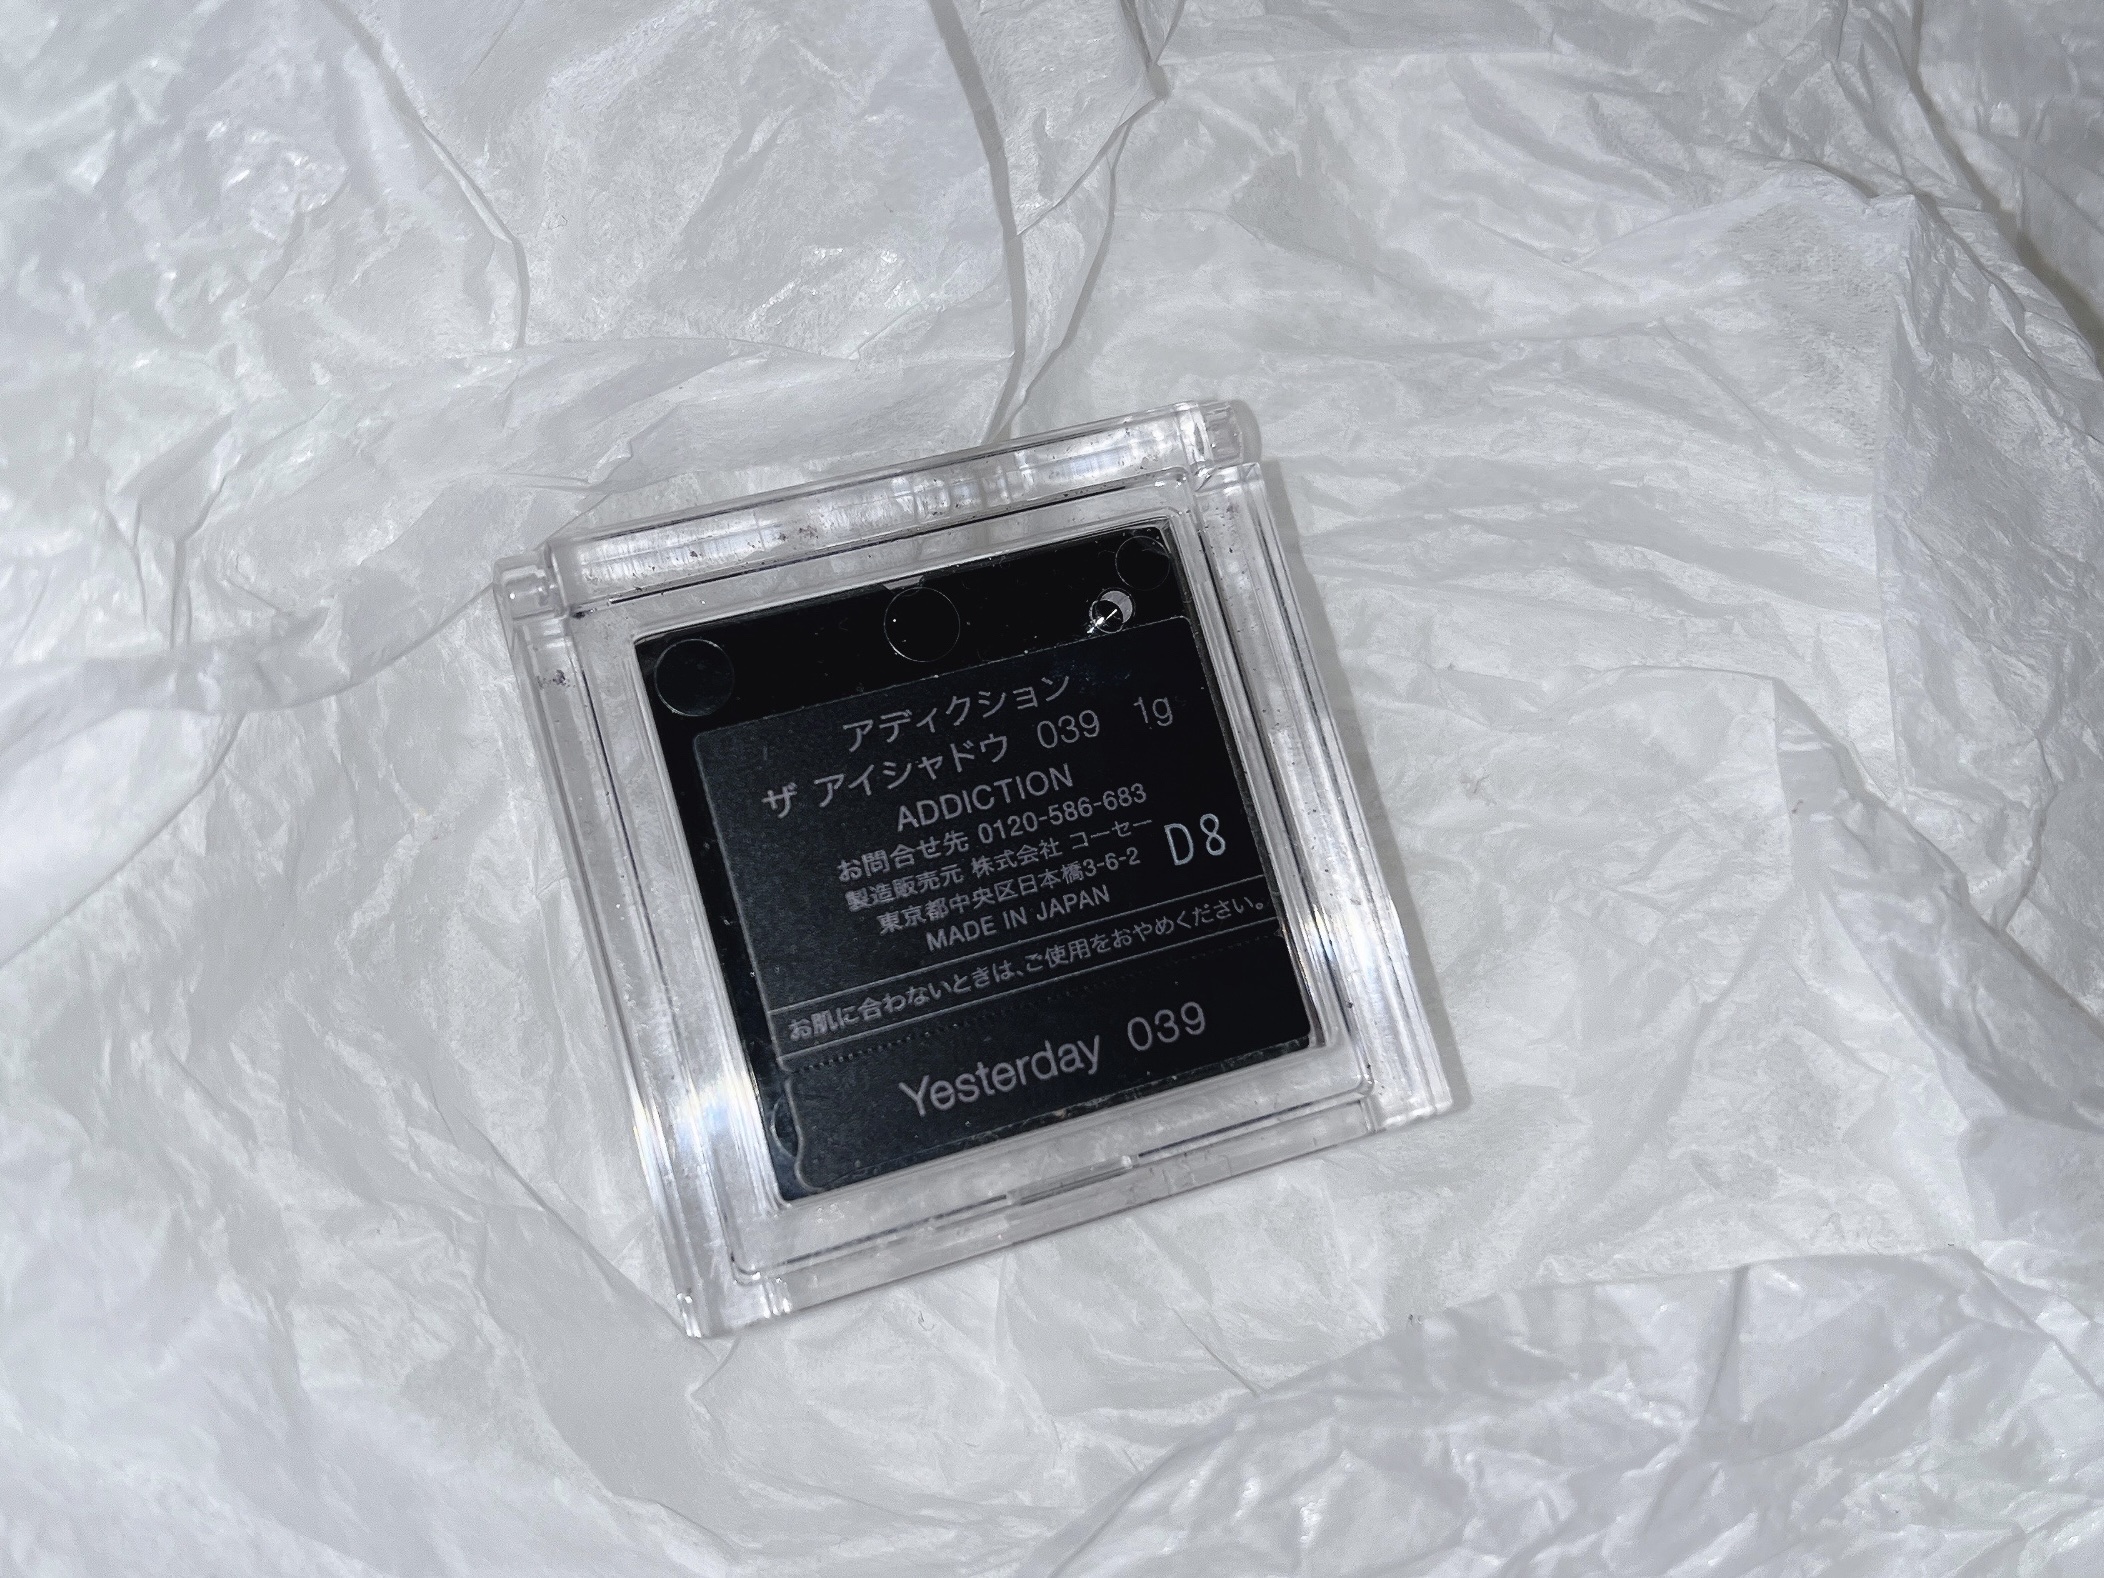 アディクション
ザ アイシャドウ 039 1g
ADDICTION
お問合せ先 0120-586-683
製造販売元 株式会社 コーセー
東京都中央区日本橋3-6-2
MADE IN JAPAN
D8
お肌に合わないときは、ご使用をおやめください。
Yesterday 039